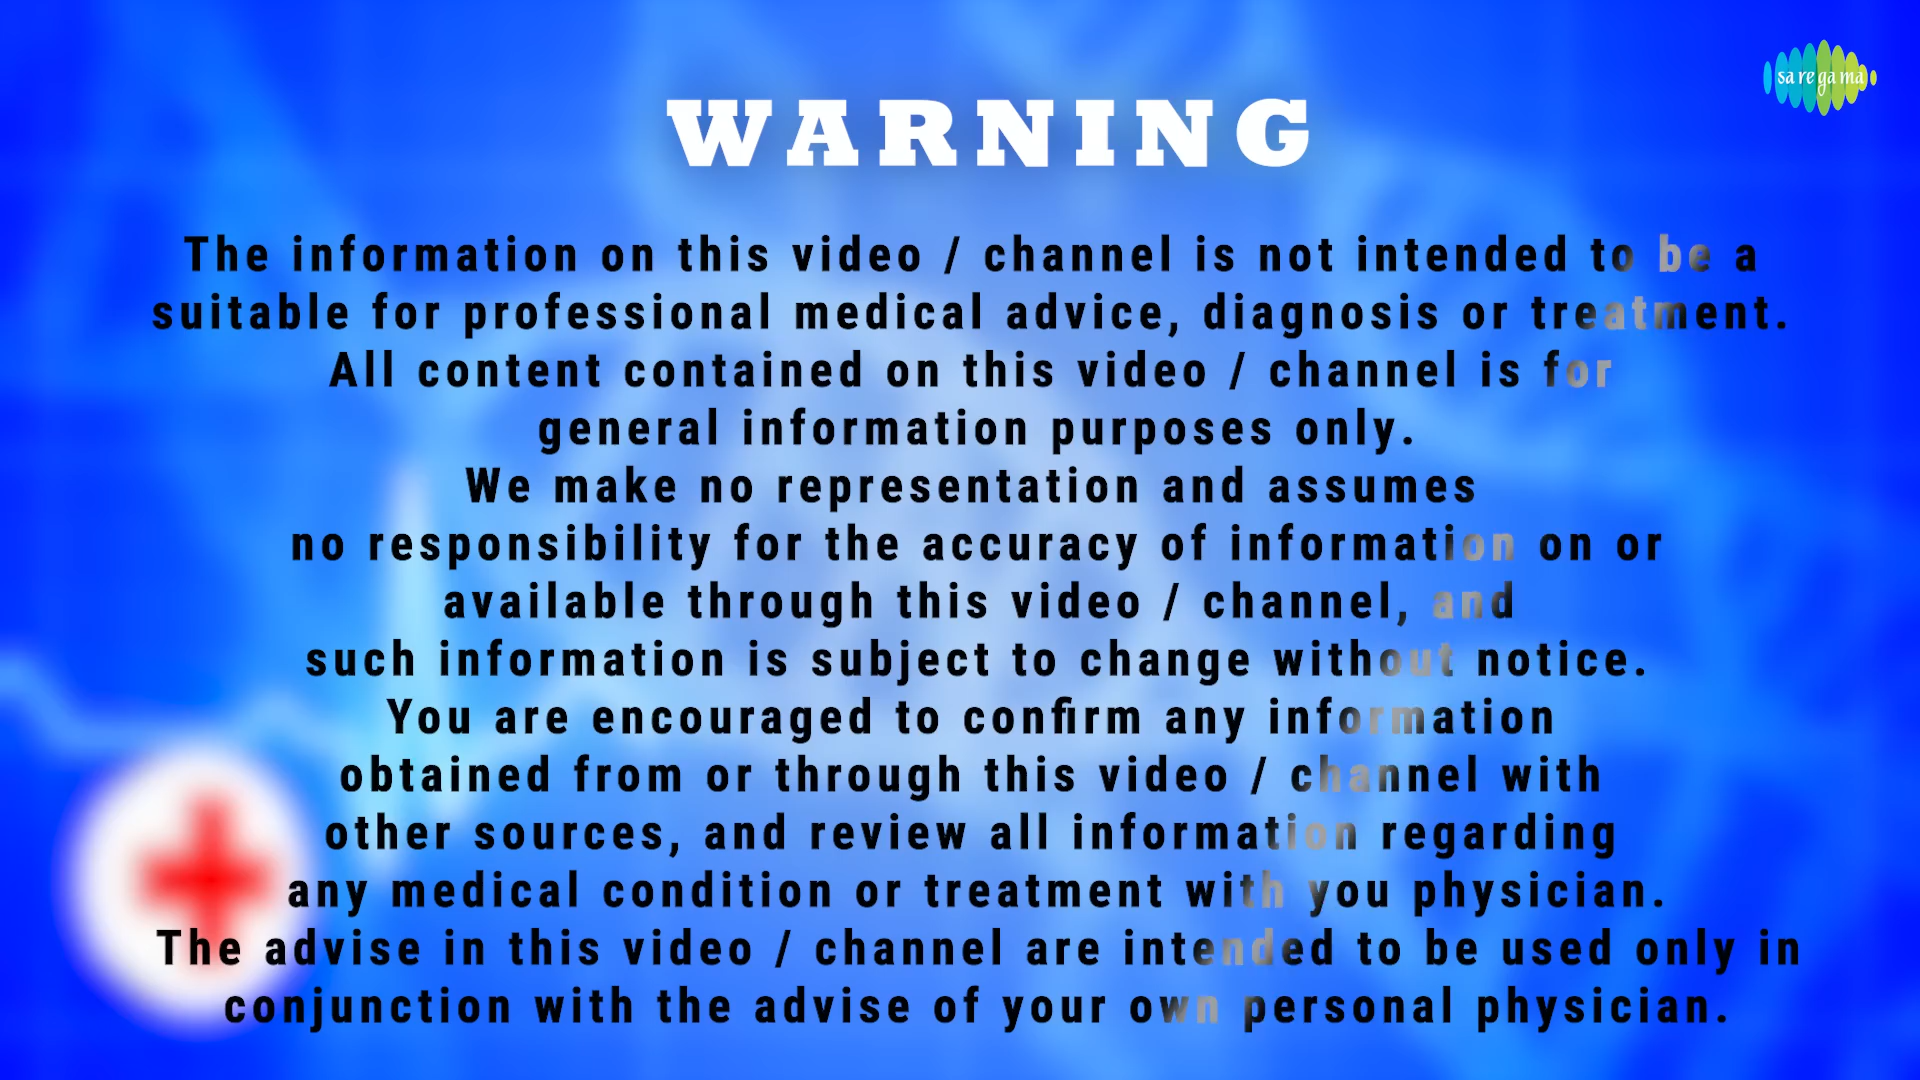 saregama
WARNING
The information on this video / channel is not intended to be a
suitable for professional medical advice, diagnosis or treatment.
All content contained on this video / channel is for
general information purposes only.
We make no representation and assumes
no responsibility for the accuracy of information on or
available through this video / channel, and
such information is subject to change without notice.
You are encouraged to confirm any information
obtained from or through this video / channel with
other sources, and review all information regarding
any medical condition or treatment with you physician.
The advise in this video / channel are intended to be used only in
conjunction with the advise of your own personal physician.